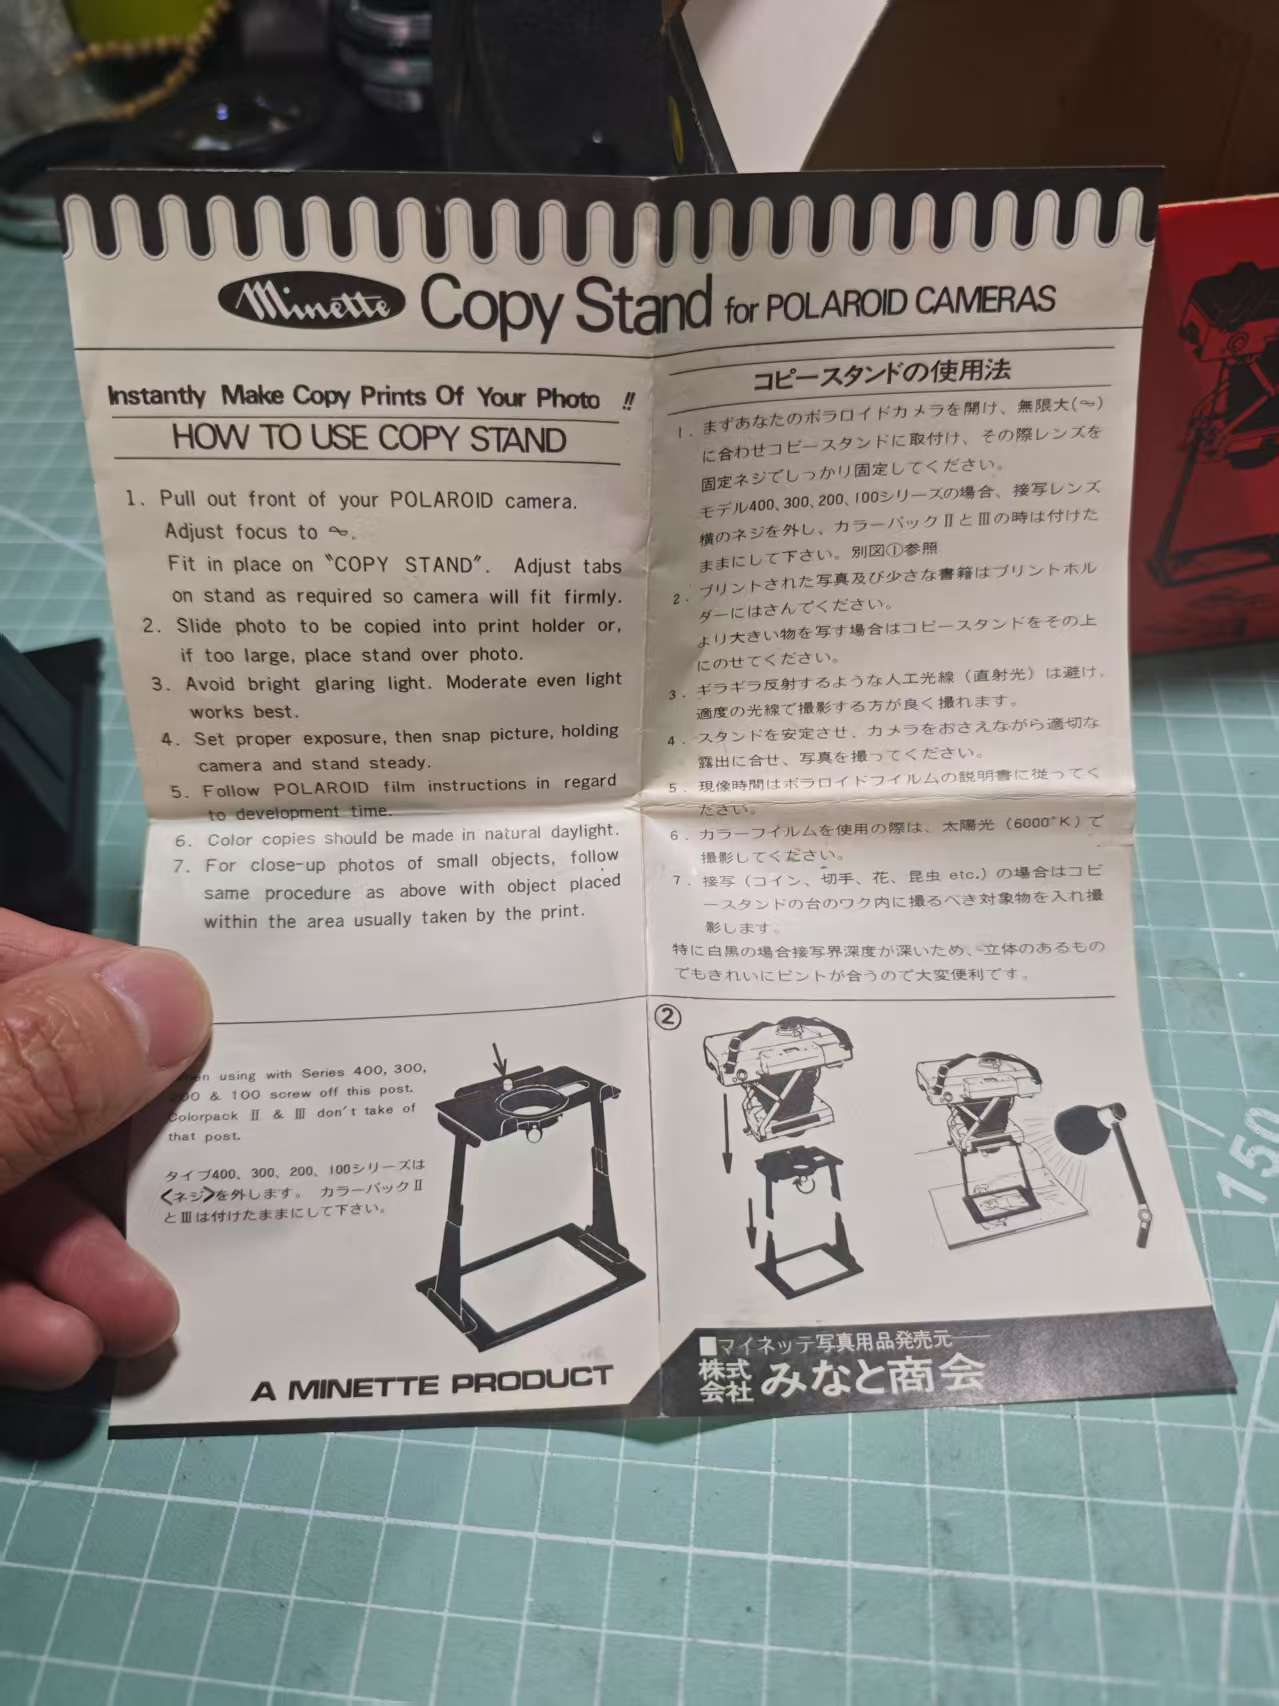 Minette Copy Stand for POLAROID CAMERAS
Instantly Make Copy Prints Of Your Photo !!
HOW TO USE COPY STAND
1. Pull out front of your POLAROID camera.
Adjust focus to ∞.
Fit in place on "COPY STAND". Adjust tabs
on stand as required so camera will fit firmly.
2. Slide photo to be copied into print holder or,
if too large, place stand over photo.
3. Avoid bright glaring light. Moderate even light
works best.
4. Set proper exposure, then snap picture, holding
camera and stand steady.
5. Follow POLAROID film instructions in regard
to development time.
6. Color copies should be made in natural daylight.
7. For close-up photos of small objects, follow
same procedure as above with object placed
within the area usually taken by the print.
コピースタンドの使用法
1. まずあなたのポラロイドカメラを開け、無限大(∞)
に合わせコピースタンドに取付け、その際レンズを
固定ネジでしっかり固定してください。
モデル400、300、200、100シリーズの場合、接写レンズ
横のネジを外し、カラーパックⅡとⅢの時は付けた
ままにして下さい。別図①参照
2. プリントされた写真及び少さな書籍はプリントホル
ダーにはさんでください。
より大きい物を写す場合はコピースタンドをその上
にのせてください。
3. ギラギラ反射するような人工光線（直射光）は避け、
適度の光線で撮影する方が良く撮れます。
4. スタンドを安定させ、カメラをおさえながら適切な
露出に合せ、写真を撮ってください。
5. 現像時間はポラロイドフイルムの説明書に従ってく
ださい。
6. カラーフイルムを使用の際は、太陽光（6000°K）で
撮影してください。
7. 接写（コイン、切手、花、昆虫 etc.）の場合はコピ
ースタンドの台のワク内に撮るべき対象物を入れ撮
影します。
特に白黒の場合接写界深度が深いため、立体のあるもの
でもきれいにピントが合うので大変便利です。
using with Series 400, 300,
& 100 screw off this post.
Colorpack Ⅱ & Ⅲ don't take of
that post.
タイプ400、300、200、100シリーズは
<ネジ>を外します。カラーパックⅡ
とⅢは付けたままにして下さい。
A MINETTE PRODUCT
②
■マイネッテ写真用品発売元
株式会社 みなと商会
150